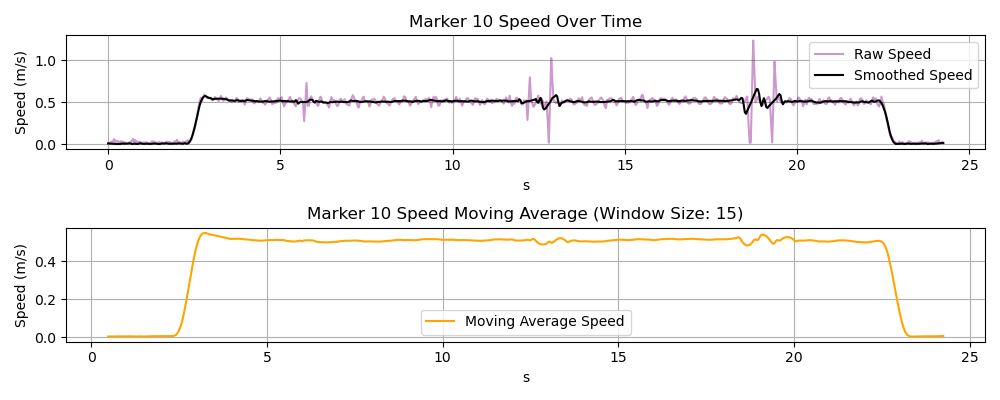 Marker 10 Speed Over Time
Speed (m/s)
1.0
0.5
0.0
Raw Speed
Smoothed Speed
0 5 10 15 20 25
s
Marker 10 Speed Moving Average (Window Size: 15)
Speed (m/s)
0.4
0.2
0.0
Moving Average Speed
0 5 10 15 20 25
s